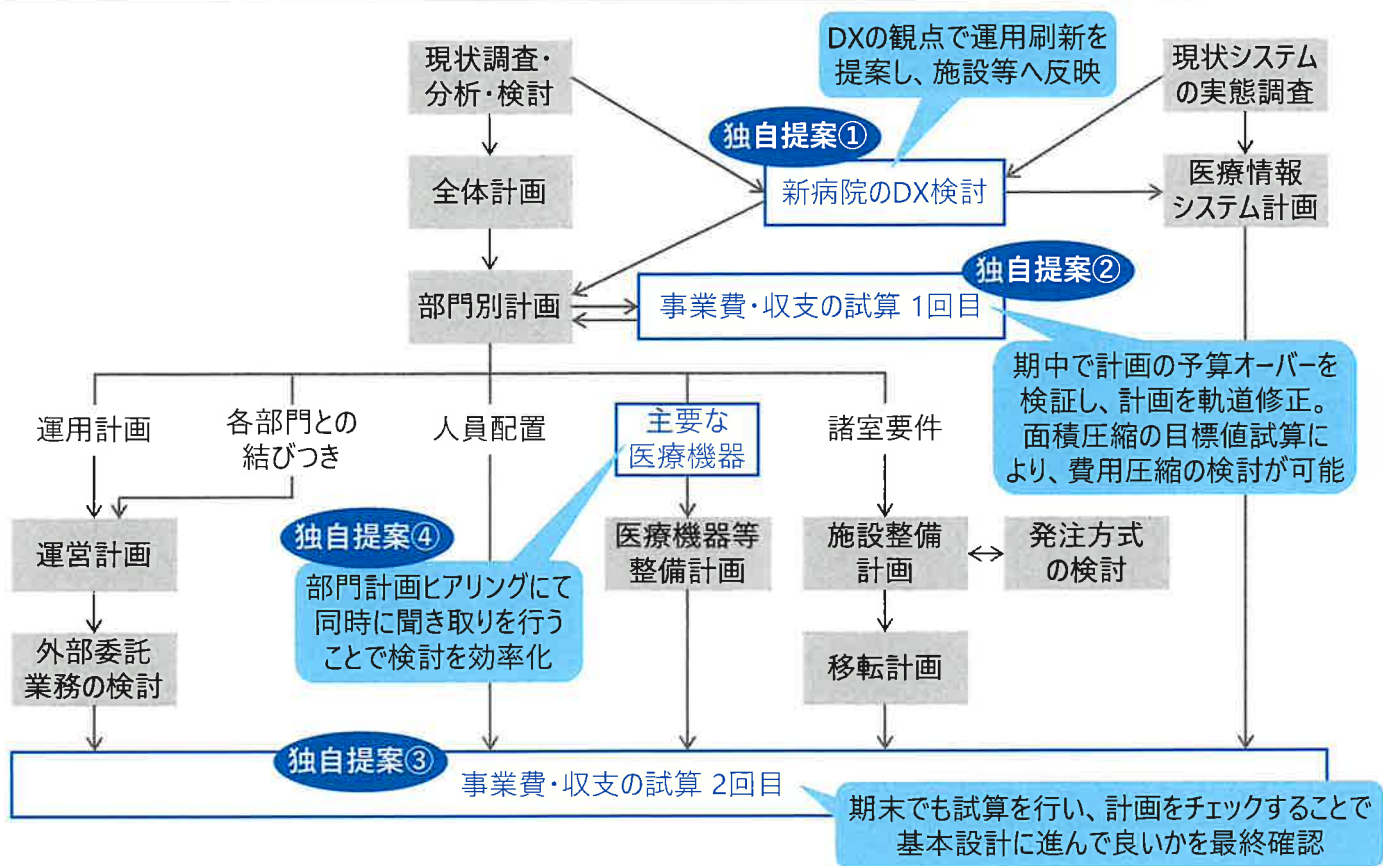 DXの観点で運用刷新を
提案し、施設等へ反映
現状調査・
分析・検討
現状システム
の実態調査
独自提案①
全体計画
新病院のDX検討
医療情報
システム計画
独自提案②
部門別計画
事業費・収支の試算 1回目
期中で計画の予算オーバーを
検証し、計画を軌道修正。
面積圧縮の目標値試算に
より、費用圧縮の検討が可能
運用計画
各部門との
結びつき
人員配置
主要な
医療機器
諸室要件
独自提案④
部門計画ヒアリングにて
同時に聞き取りを行う
ことで検討を効率化
運営計画
医療機器等
整備計画
施設整備
計画
発注方式
の検討
外部委託
業務の検討
移転計画
独自提案③
事業費・収支の試算 2回目
期末でも試算を行い、計画をチェックすることで
基本設計に進んで良いかを最終確認